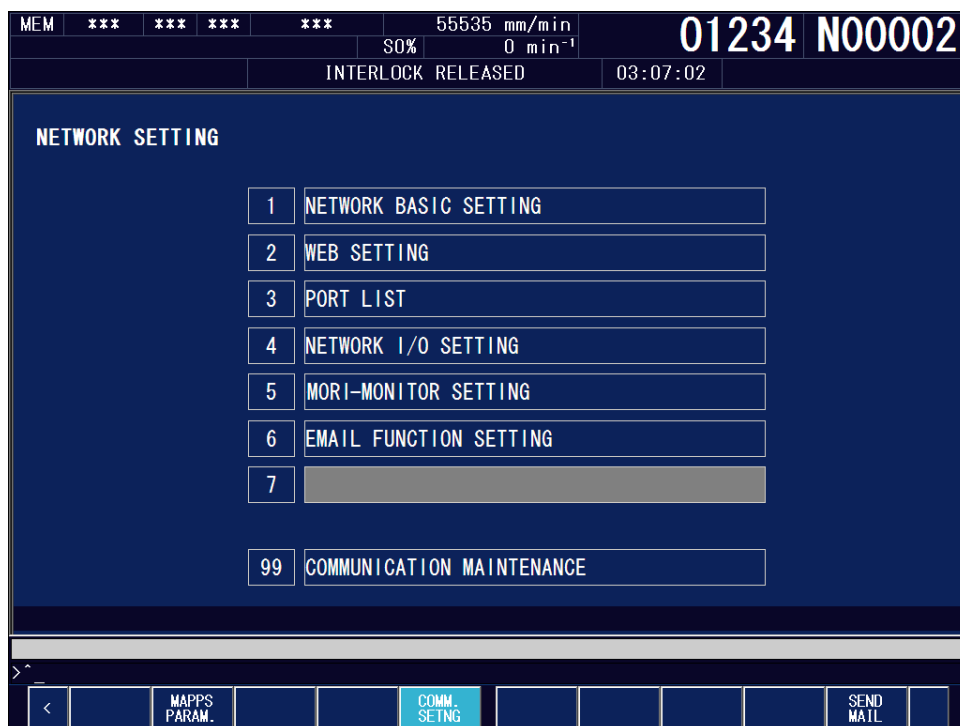 MEM *** *** *** *** 55535 mm/min 01234 N00002
S0% 0 min⁻¹
INTERLOCK RELEASED 03:07:02
NETWORK SETTING
1 NETWORK BASIC SETTING
2 WEB SETTING
3 PORT LIST
4 NETWORK I/O SETTING
5 MORI-MONITOR SETTING
6 EMAIL FUNCTION SETTING
7
99 COMMUNICATION MAINTENANCE
>^_
< MAPPS PARAM. COMM. SETNG SEND MAIL